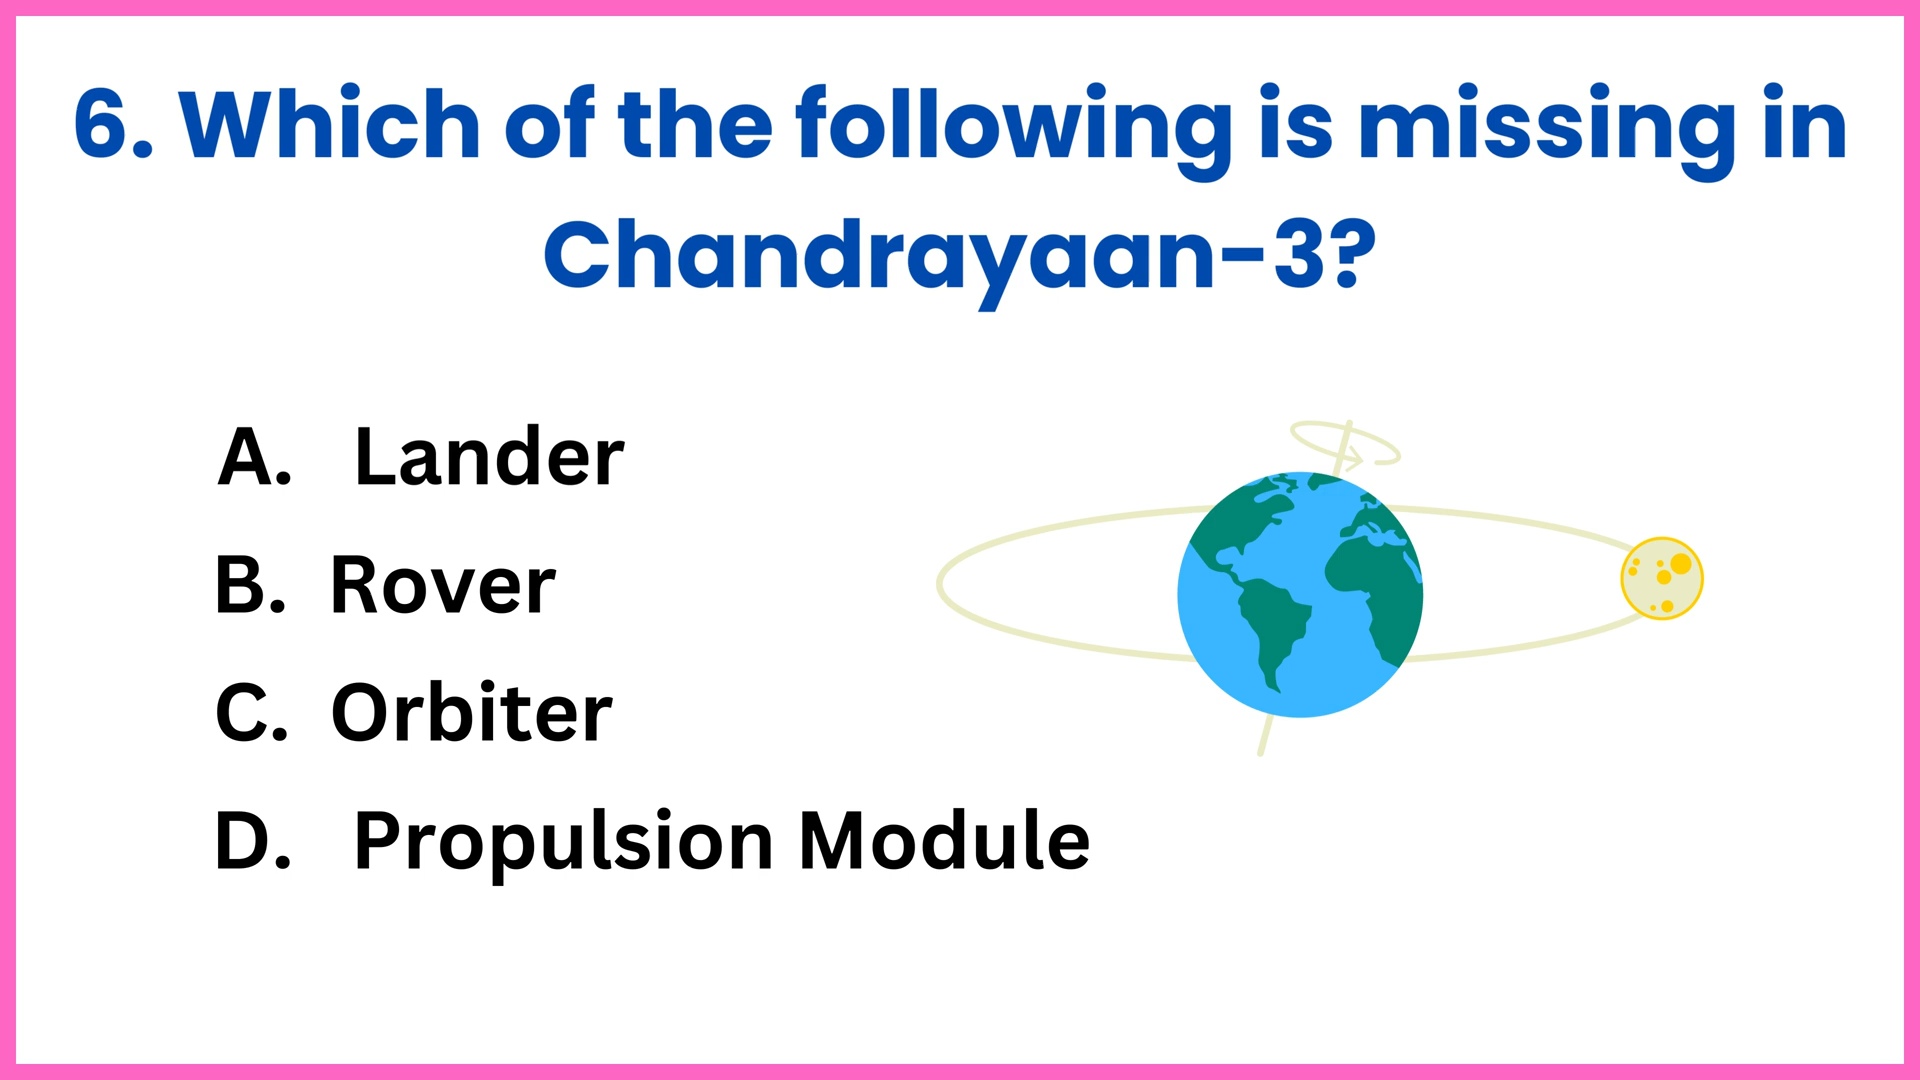 6. Which of the following is missing in
Chandrayaan-3?
A. Lander
B. Rover
C. Orbiter
D. Propulsion Module